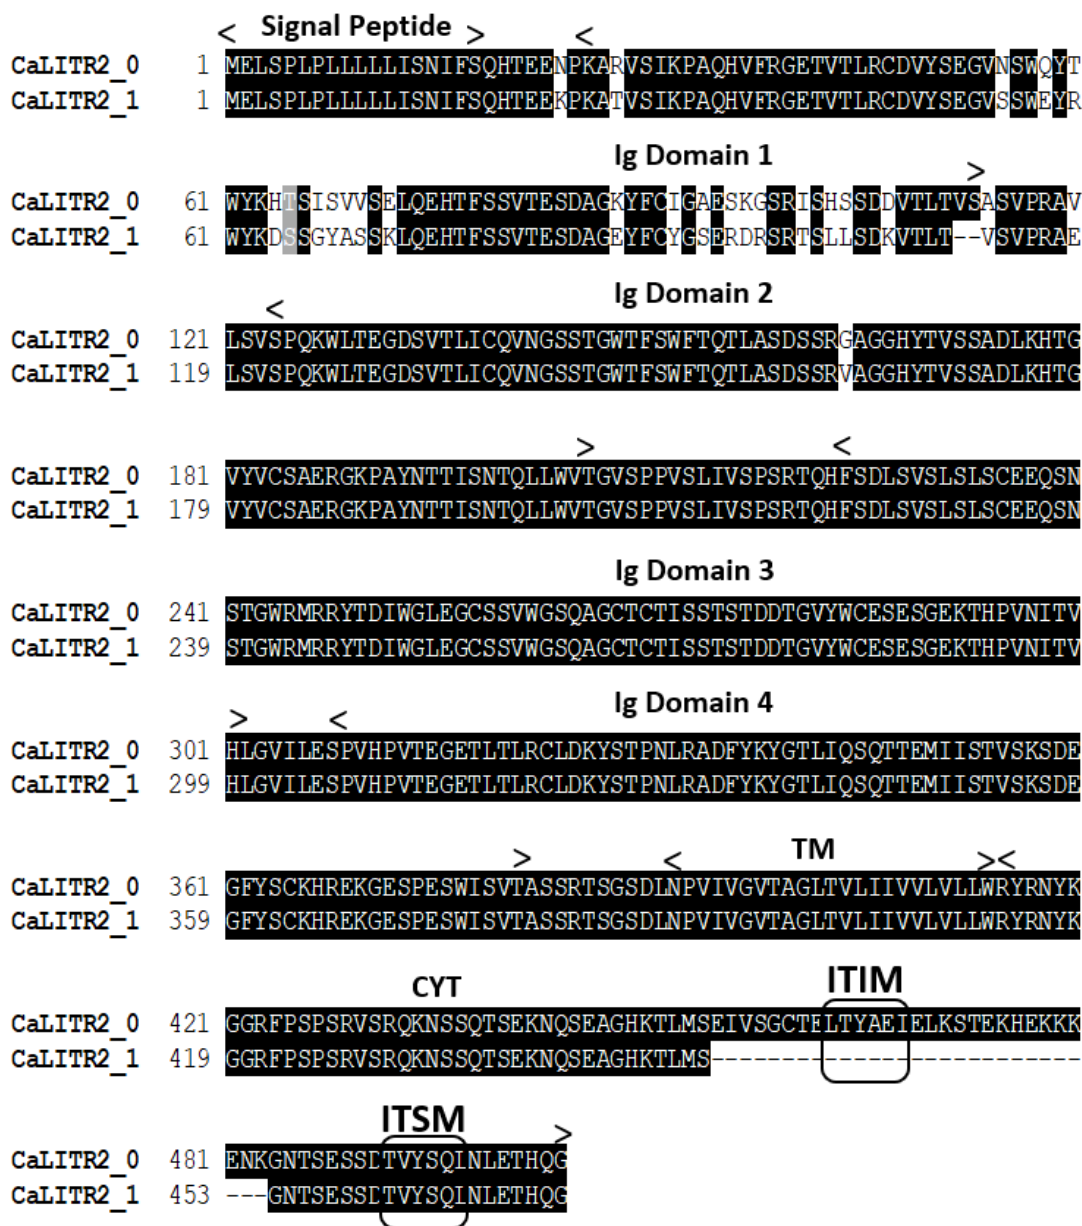 < Signal Peptide > <
CaLITR2_0 1 MELSPLPLLLLLISNIFSQHTEENPKARVSIKPAQHVFRGETVTLRCDVYSEGVNSWQYT
CaLITR2_1 1 MELSPLPLLLLLISNIFSQHTEEKPKATVSIKPAQHVFRGETVTLRCDVYSEGVSSWEYR
Ig Domain 1 >
CaLITR2_0 61 WYKHTSISVVSELQEHTFSSVTESDAGKYFCIGAESKGSRISHSSDDVTLTVSASVPRAV
CaLITR2_1 61 WYKDSSGYASSKLQEHTFSSVTESDAGEYFCYGSERDRSRTSLLSDKVTLT--VSVPRAE
< Ig Domain 2
CaLITR2_0 121 LSVSPQKWLTEGDSVTLICQVNGSSTGWTFSWFTQTLASDSSRGAGGHYTVSSADLKHTG
CaLITR2_1 119 LSVSPQKWLTEGDSVTLICQVNGSSTGWTFSWFTQTLASDSSRVAGGHYTVSSADLKHTG
> <
CaLITR2_0 181 VYVCSAERGKPAYNTTISNTQLLWVTGVSPPVSLIVSPSRTQHFSDLSVSLSLSCEEQSN
CaLITR2_1 179 VYVCSAERGKPAYNTTISNTQLLWVTGVSPPVSLIVSPSRTQHFSDLSVSLSLSCEEQSN
Ig Domain 3
CaLITR2_0 241 STGWRMRRYTDIWGLEGCSSVWGSQAGCTCTISSTSTDDTGVYWCESESGEKTHPVNITV
CaLITR2_1 239 STGWRMRRYTDIWGLEGCSSVWGSQAGCTCTISSTSTDDTGVYWCESESGEKTHPVNITV
> < Ig Domain 4
CaLITR2_0 301 HLGVILESPVHPVTEGETLTLRCLDKYSTPNLRADFYKYGTLIQSQTTEMIISTVSKSDE
CaLITR2_1 299 HLGVILESPVHPVTEGETLTLRCLDKYSTPNLRADFYKYGTLIQSQTTEMIISTVSKSDE
> < TM ><
CaLITR2_0 361 GFYSCKHREKGESPESWISVTASSRTSGSDLNPVIVGVTAGLTVLIIVVLVLLWRYRNYK
CaLITR2_1 359 GFYSCKHREKGESPESWISVTASSRTSGSDLNPVIVGVTAGLTVLIIVVLVLLWRYRNYK
CYT ITIM
CaLITR2_0 421 GGRFPSPSRVSRQKNSSQTSEKNQSEAGHKTLMSEIVSGCTELTYAEIELKSTEKHEKKK
CaLITR2_1 419 GGRFPSPSRVSRQKNSSQTSEKNQSEAGHKTLMS--------------------------
ITSM >
CaLITR2_0 481 ENKGNTSESSDTVYSQINLETHQG
CaLITR2_1 453 ---GNTSESSDTVYSQINLETHQG